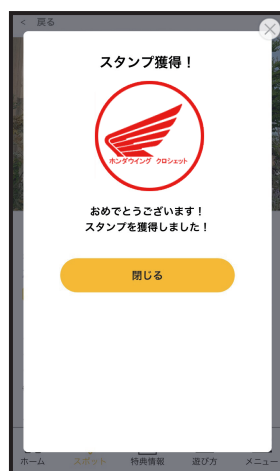 < 戻る
スタンプ獲得！
ホンダウイング クロシェット
おめでとうございます！
スタンプを獲得しました！
閉じる
ホーム スポット 特典情報 遊び方 メニュー